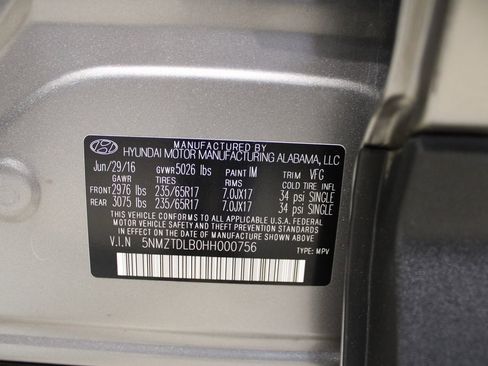 MANUFACTURED BY
HYUNDAI MOTOR MANUFACTURING ALABAMA, LLC
Jun/29/16 GVWR 5026 lbs PAINT IM TRIM VFG
GAWR TIRES RIMS COLD TIRE INFL
FRONT 2976 lbs 235/65R17 7.0JX17 34 psi SINGLE
REAR 3075 lbs 235/65R17 7.0JX17 34 psi SINGLE
THIS VEHICLE CONFORMS TO ALL APPLICABLE U.S.A. FEDERAL
MOTOR VEHICLE SAFETY AND THEFT PREVENTION STANDARDS
IN EFFECT ON THE DATE OF MANUFACTURE SHOWN ABOVE.
V.I.N 5NMZTDLB0HH000756
TYPE: MPV